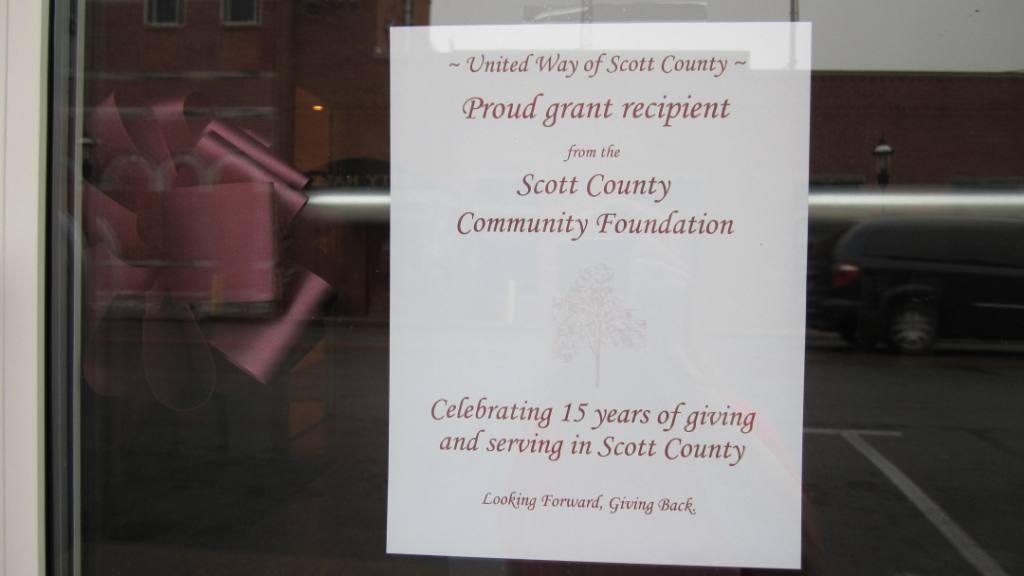 ~ United Way of Scott County ~
Proud grant recipient
from the
Scott County
Community Foundation
Celebrating 15 years of giving
and serving in Scott County
Looking Forward, Giving Back.